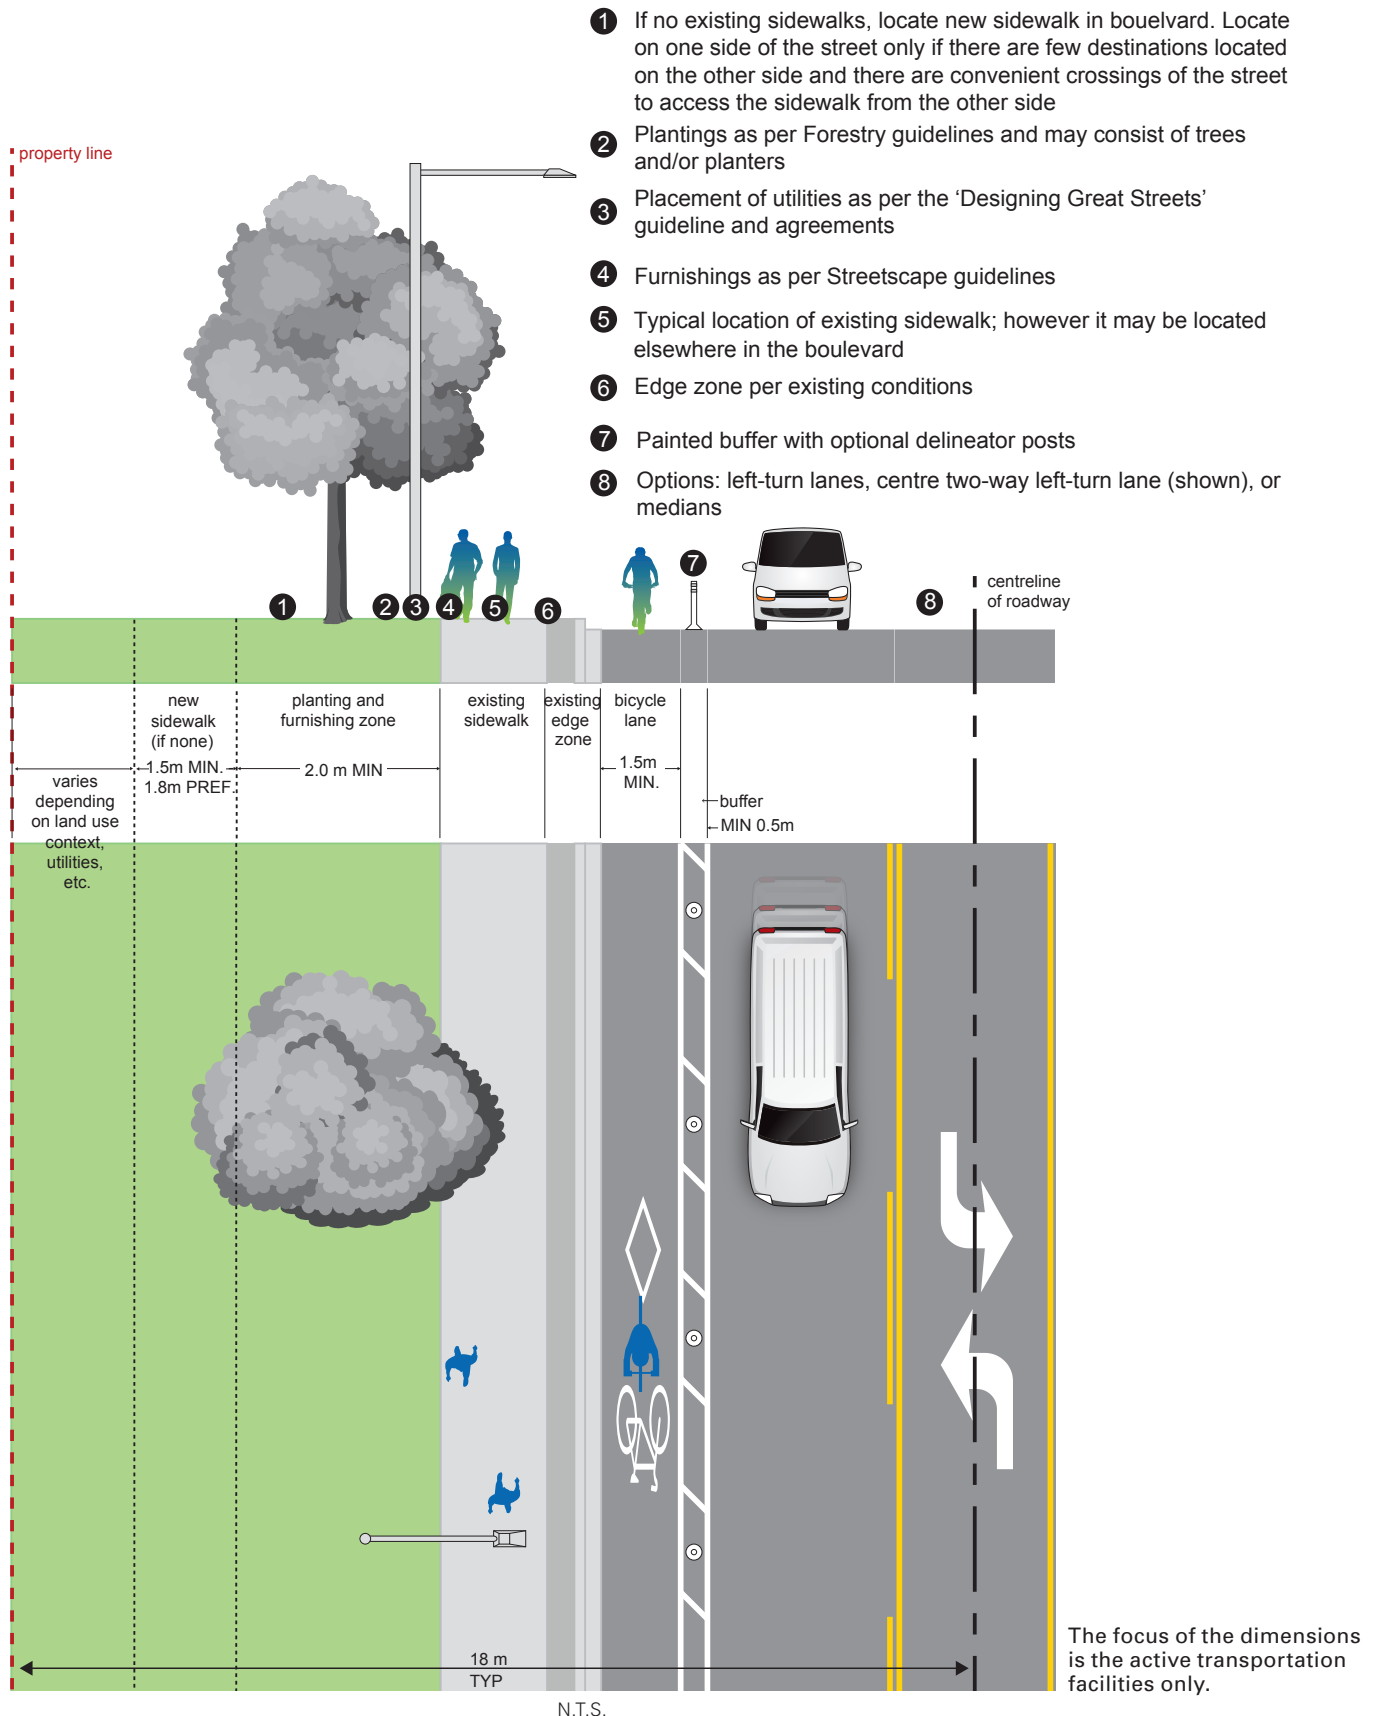 1 If no existing sidewalks, locate new sidewalk in bouelvard. Locate
on one side of the street only if there are few destinations located
on the other side and there are convenient crossings of the street
to access the sidewalk from the other side
2 Plantings as per Forestry guidelines and may consist of trees
and/or planters
3 Placement of utilities as per the ‘Designing Great Streets’
guideline and agreements
4 Furnishings as per Streetscape guidelines
5 Typical location of existing sidewalk; however it may be located
elsewhere in the boulevard
6 Edge zone per existing conditions
7 Painted buffer with optional delineator posts
8 Options: left-turn lanes, centre two-way left-turn lane (shown), or
medians
property line
7
centreline
of roadway
1 2 3 4 5 6 8
new
sidewalk
(if none)
1.5m MIN.
1.8m PREF.
planting and
furnishing zone
2.0 m MIN
existing
sidewalk
existing
edge
zone
bicycle
lane
1.5m
MIN.
varies
depending
on land use
context,
utilities,
etc.
buffer
MIN 0.5m
18 m
TYP
N.T.S.
The focus of the dimensions
is the active transportation
facilities only.